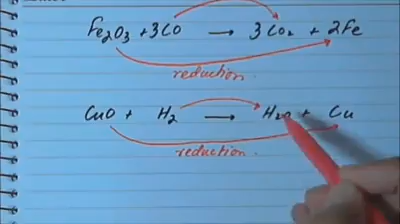 Fe₂O₃ + 3CO → 3CO₂ + 2Fe
reduction
CuO + H₂ → H₂O + Cu
reduction